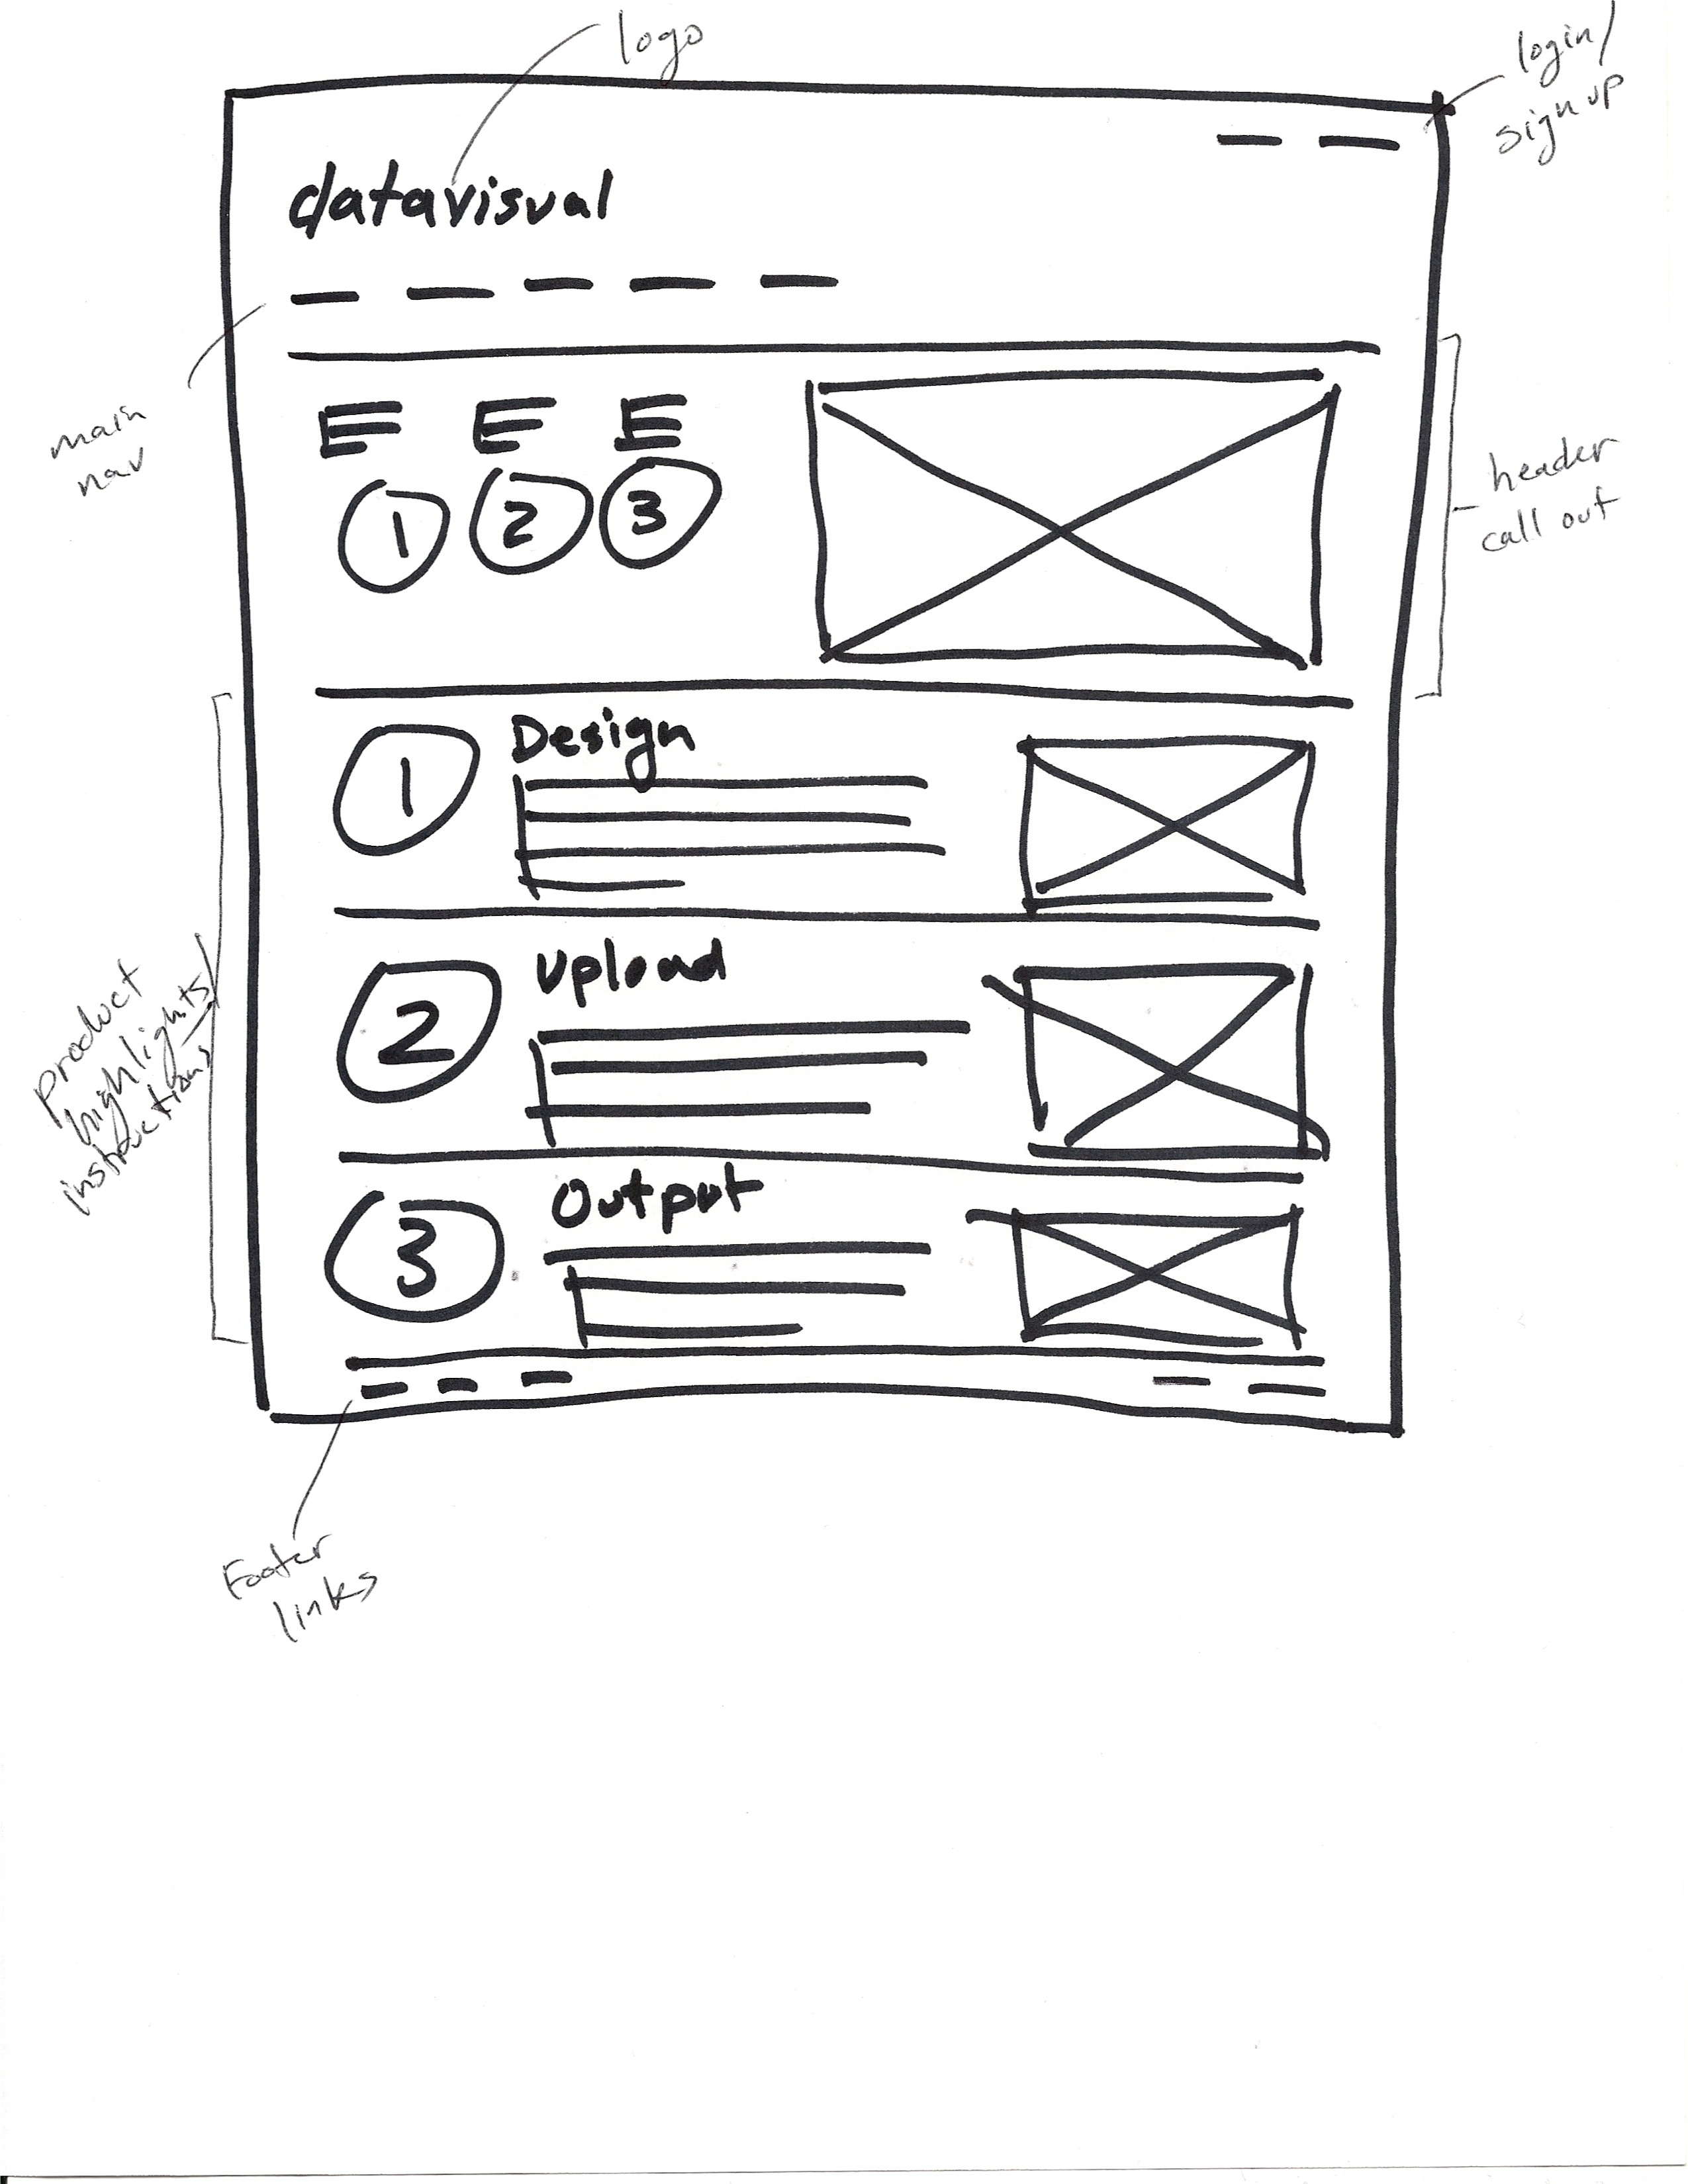 logo
login/
sign up
datavisual
main
nav
1 2 3
header
call out
Design
1
product
highlights/
instructions
Upload
2
Output
3
Footer
links